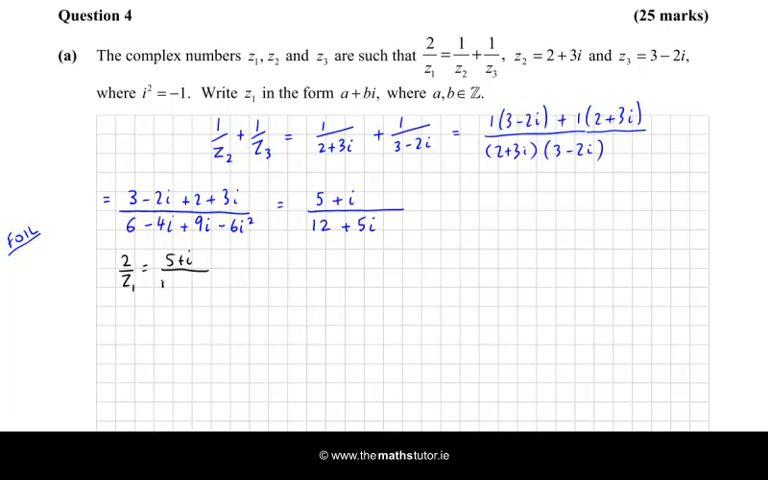 Question 4 (25 marks)
(a) The complex numbers z₁, z₂ and z₃ are such that 2/z₁ = 1/z₂ + 1/z₃, z₂ = 2 + 3i and z₃ = 3 − 2i,
where i² = −1. Write z₁ in the form a + bi, where a, b ∈ ℤ.
1/z₂ + 1/z₃ = 1/(2+3i) + 1/(3−2i) = (1(3−2i) + 1(2+3i))/((2+3i)(3−2i))
= (3−2i+2+3i)/(6−4i+9i−6i²) = (5+i)/(12+5i)
FOIL
2/z₁ = (5+i)/1
© www.themathstutor.ie